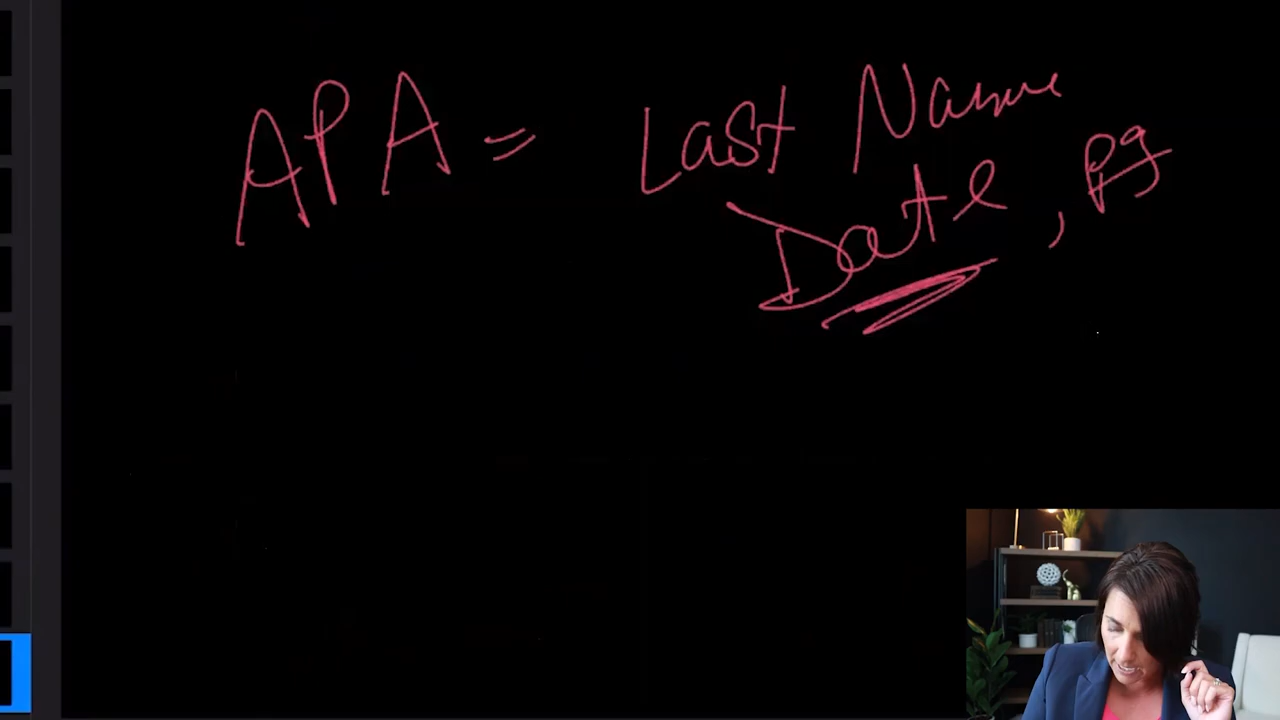 APA = Last Name
Date, pg